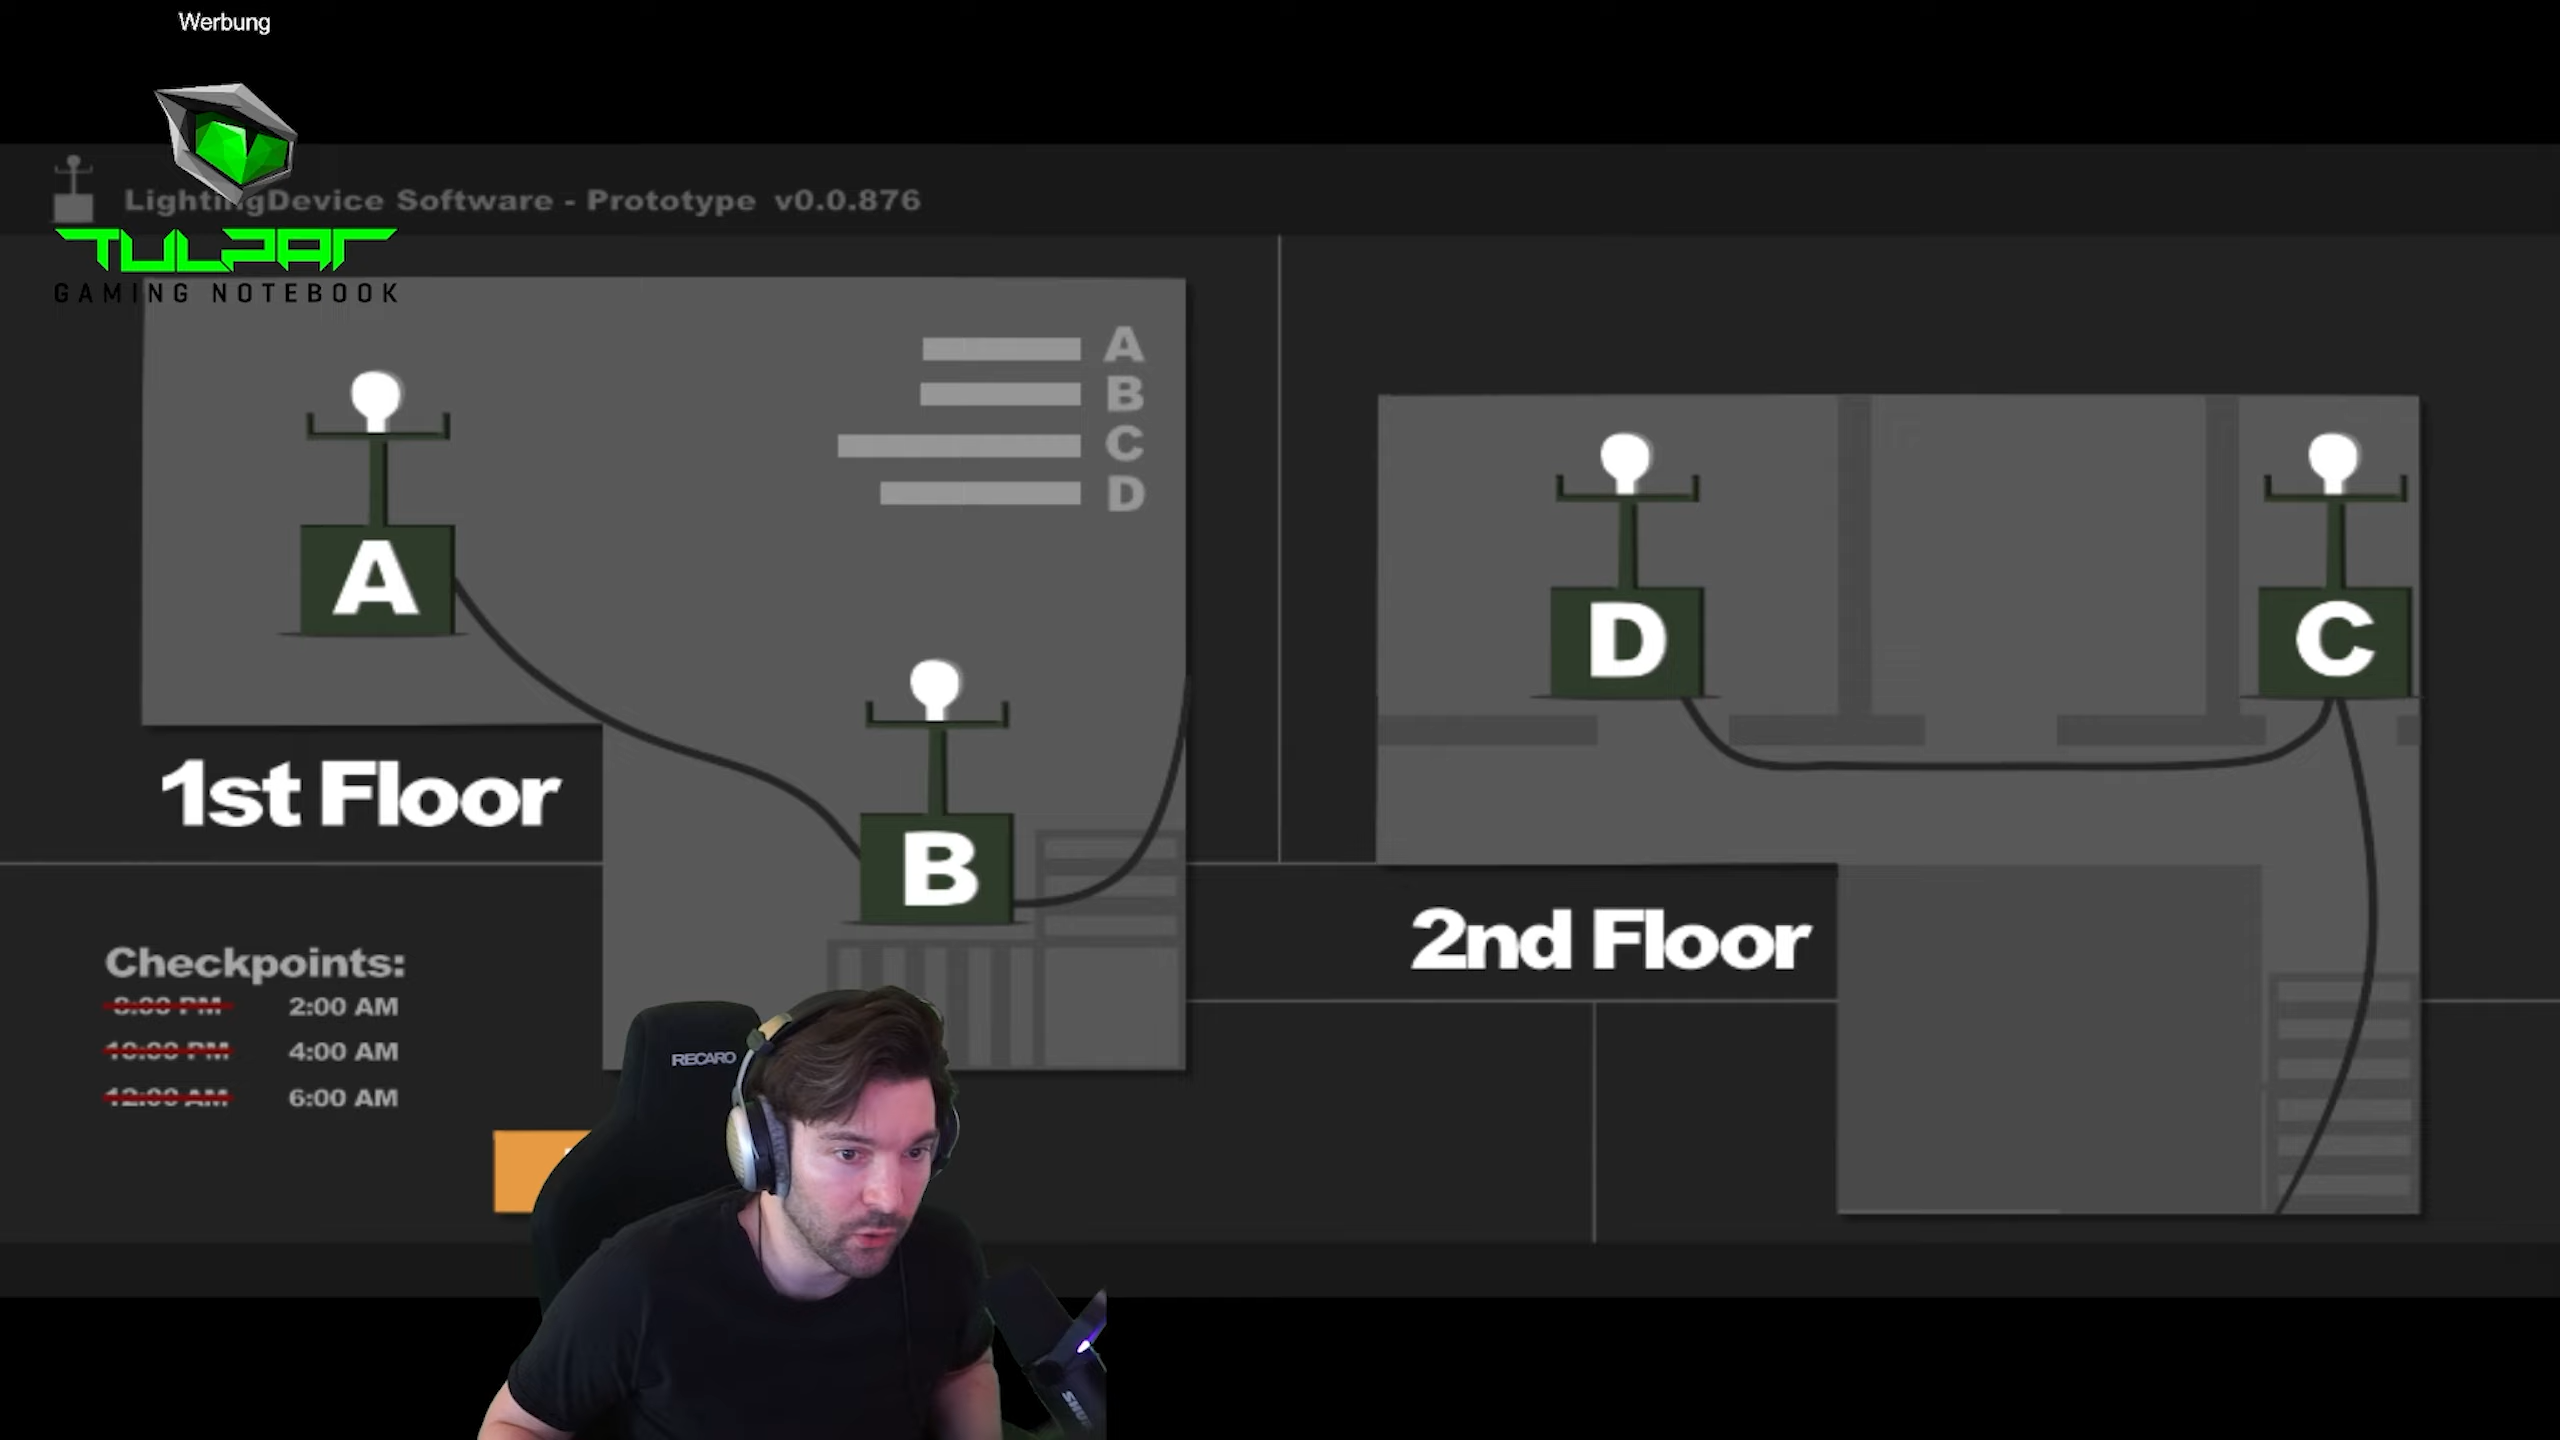 Werbung
LightingDevice Software - Prototype v0.0.876
TULPAR
GAMING NOTEBOOK
A
B
C
D
A
B
D
C
1st Floor
2nd Floor
Checkpoints:
8:00 PM 2:00 AM
10:00 PM 4:00 AM
12:00 AM 6:00 AM
RECARO